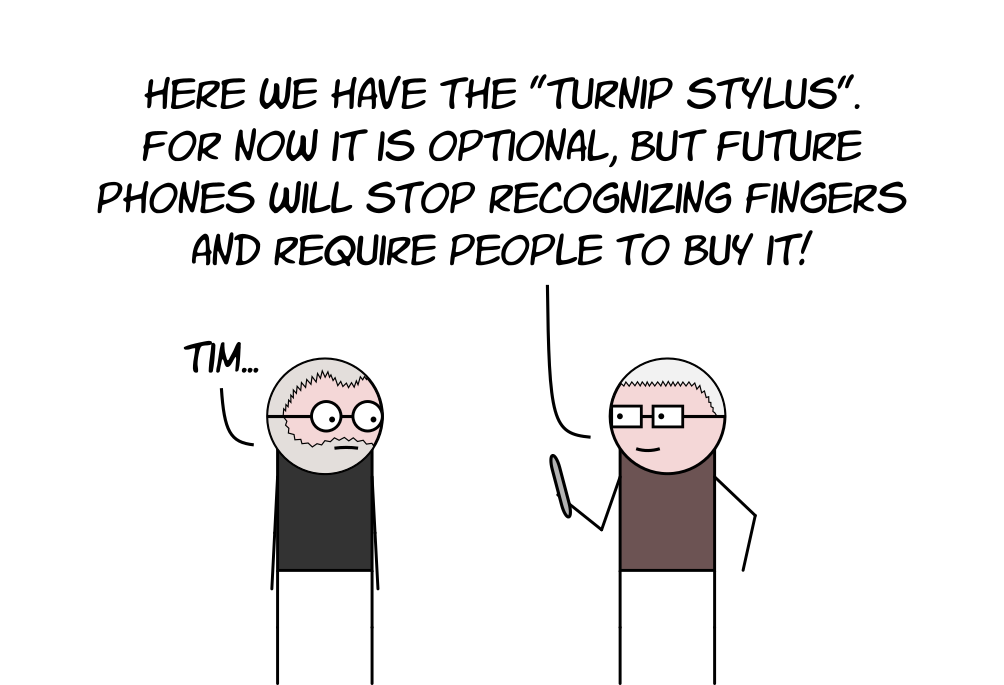 HERE WE HAVE THE "TURNIP STYLUS".
FOR NOW IT IS OPTIONAL, BUT FUTURE
PHONES WILL STOP RECOGNIZING FINGERS
AND REQUIRE PEOPLE TO BUY IT!
TIM...